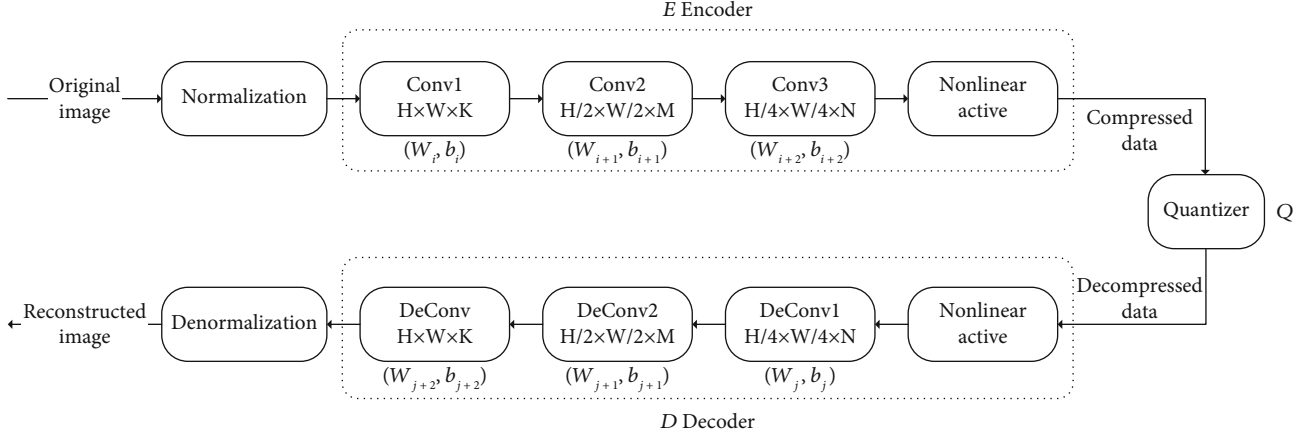 E Encoder
Original
image
Normalization
Conv1
H×W×K
(W_i, b_i)
Conv2
H/2×W/2×M
(W_{i+1}, b_{i+1})
Conv3
H/4×W/4×N
(W_{i+2}, b_{i+2})
Nonlinear
active
Compressed
data
Quantizer
Q
Decompressed
data
Nonlinear
active
DeConv1
H/4×W/4×N
(W_j, b_j)
DeConv2
H/2×W/2×M
(W_{j+1}, b_{j+1})
DeConv
H×W×K
(W_{j+2}, b_{j+2})
Denormalization
Reconstructed
image
D Decoder